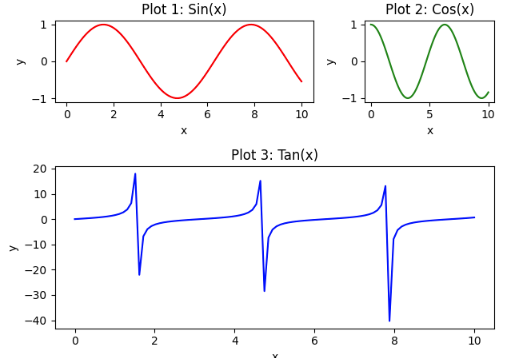 Plot 1: Sin(x)
1
0
−1
y
0 2 4 6 8 10
x
Plot 2: Cos(x)
1
0
−1
y
0 5 10
x
Plot 3: Tan(x)
20
10
0
−10
−20
−30
−40
y
0 2 4 6 8 10
x